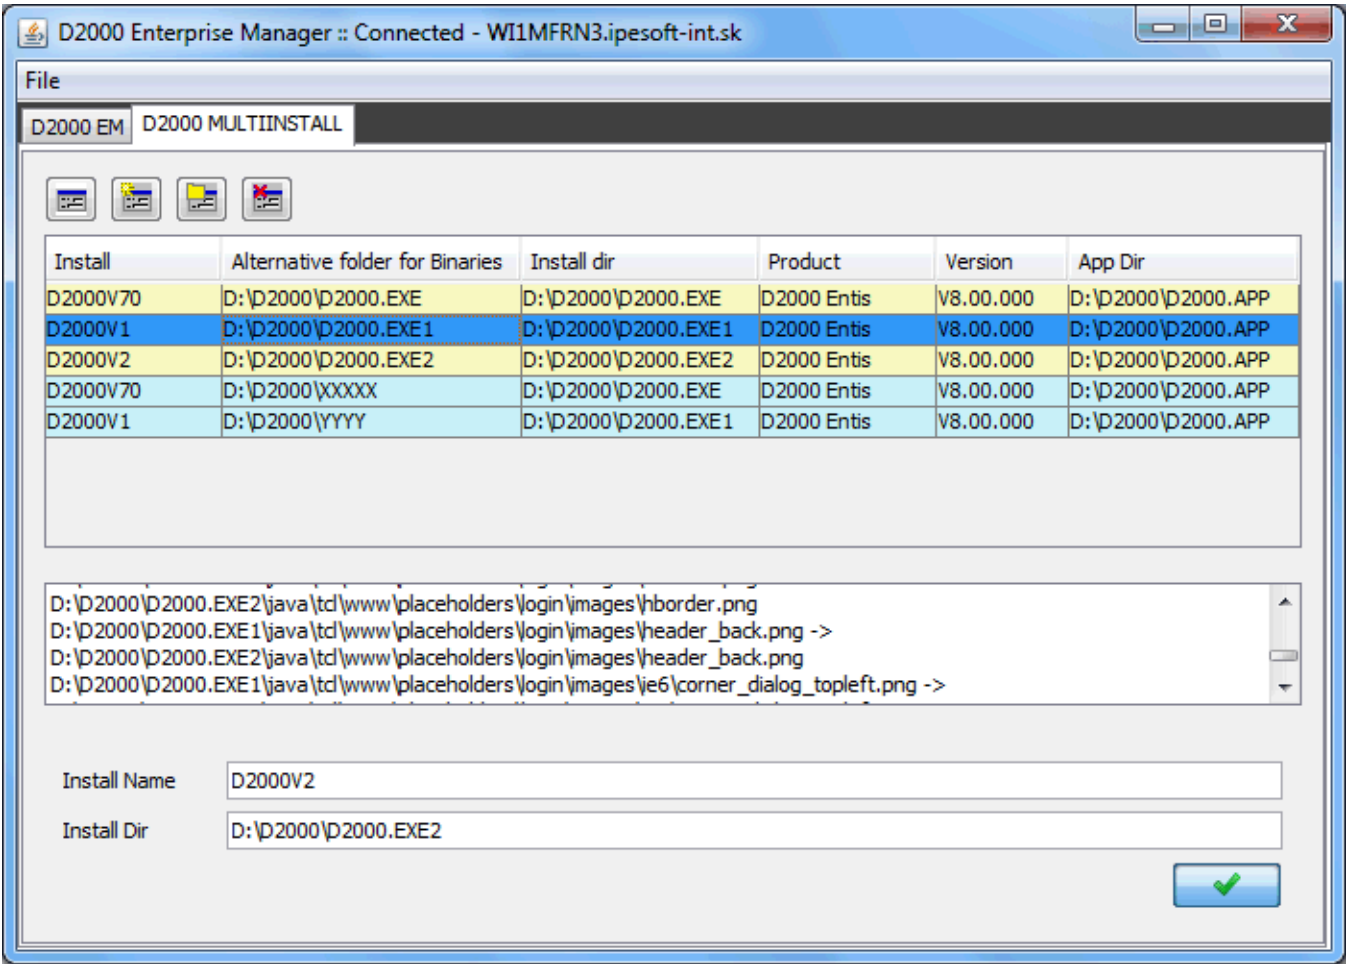 D2000 Enterprise Manager :: Connected - WI1MFRN3.ipesoft-int.sk
File
D2000 EM D2000 MULTIINSTALL
Install Alternative folder for Binaries Install dir Product Version App Dir
D2000V70 D:\D2000\D2000.EXE D:\D2000\D2000.EXE D2000 Entis V8.00.000 D:\D2000\D2000.APP
D2000V1 D:\D2000\D2000.EXE1 D:\D2000\D2000.EXE1 D2000 Entis V8.00.000 D:\D2000\D2000.APP
D2000V2 D:\D2000\D2000.EXE2 D:\D2000\D2000.EXE2 D2000 Entis V8.00.000 D:\D2000\D2000.APP
D2000V70 D:\D2000\XXXXX D:\D2000\D2000.EXE D2000 Entis V8.00.000 D:\D2000\D2000.APP
D2000V1 D:\D2000\YYYY D:\D2000\D2000.EXE1 D2000 Entis V8.00.000 D:\D2000\D2000.APP
D:\D2000\D2000.EXE2\java\tcl\www\placeholders\login\images\hborder.png
D:\D2000\D2000.EXE1\java\tcl\www\placeholders\login\images\header_back.png ->
D:\D2000\D2000.EXE2\java\tcl\www\placeholders\login\images\header_back.png
D:\D2000\D2000.EXE1\java\tcl\www\placeholders\login\images\ie6\corner_dialog_topleft.png ->
Install Name D2000V2
Install Dir D:\D2000\D2000.EXE2